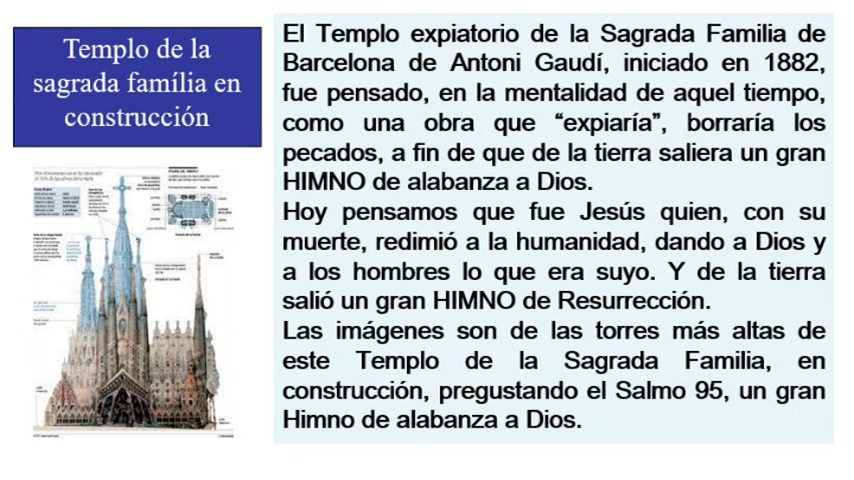 Templo de la
sagrada família en
construcción
El Templo expiatorio de la Sagrada Familia de
Barcelona de Antoni Gaudí, iniciado en 1882,
fue pensado, en la mentalidad de aquel tiempo,
como una obra que “expiaría”, borraría los
pecados, a fin de que de la tierra saliera un gran
HIMNO de alabanza a Dios.
Hoy pensamos que fue Jesús quien, con su
muerte, redimió a la humanidad, dando a Dios y
a los hombres lo que era suyo. Y de la tierra
salió un gran HIMNO de Resurrección.
Las imágenes son de las torres más altas de
este Templo de la Sagrada Familia, en
construcción, pregustando el Salmo 95, un gran
Himno de alabanza a Dios.